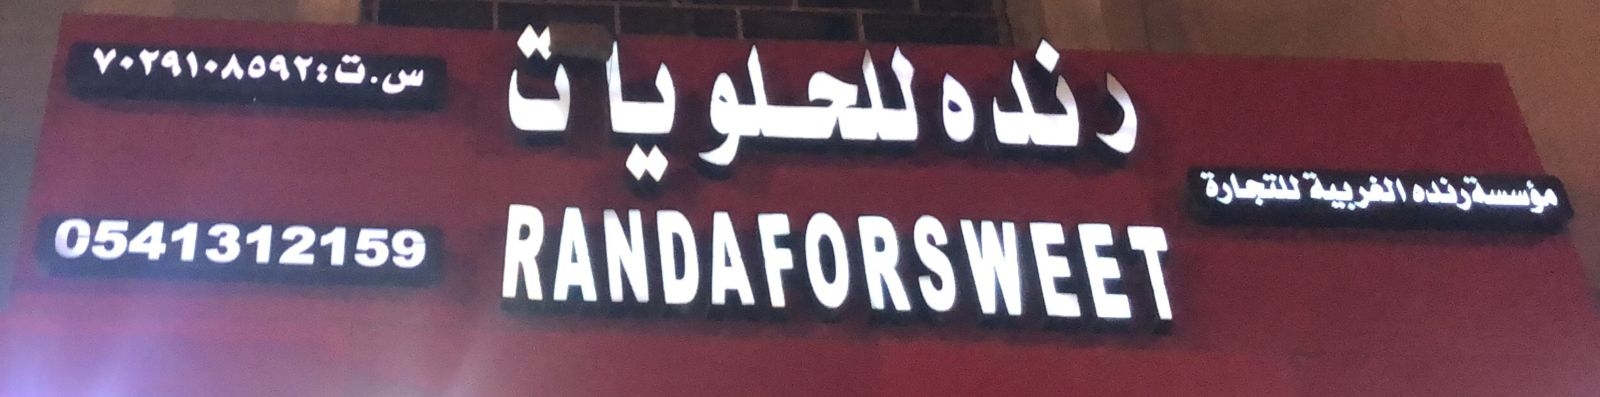 رنده للحلويات
RANDAFORSWEET
مؤسسة رنده الغربية للتجارة
س.ت: ٧٠٢٩١٠٨٥٩٢
0541312159